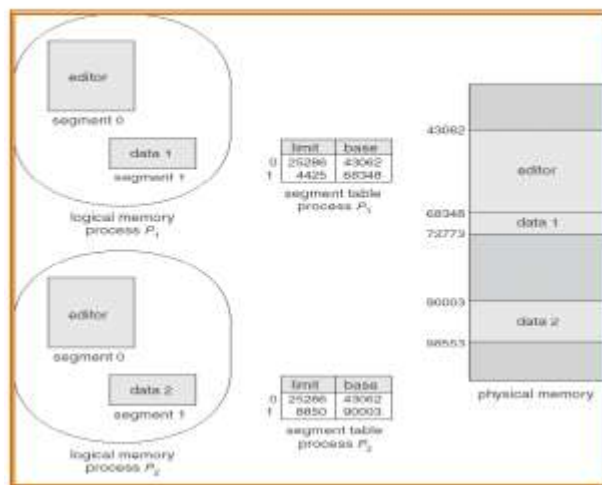 editor
segment 0
data 1
segment 1
logical memory
process P1
limit base
0 25286 43062
1 4425 68348
segment table
process P1
editor
segment 0
data 2
segment 1
logical memory
process P2
limit base
0 25286 43062
1 8850 90003
segment table
process P2
43062
editor
68348
data 1
72773
90003
data 2
98553
physical memory